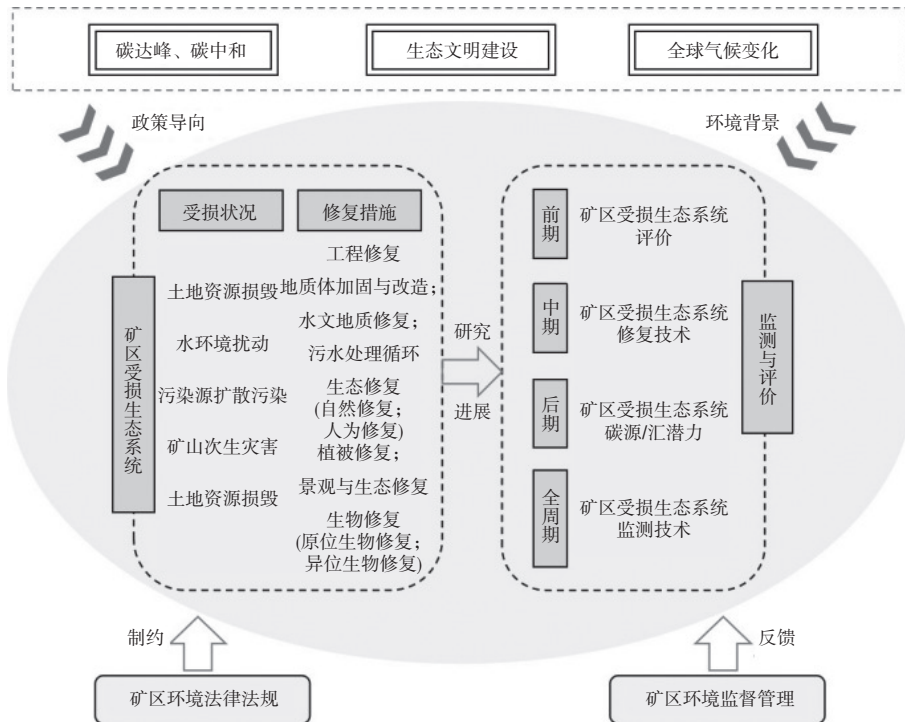 碳达峰、碳中和
生态文明建设
全球气候变化
政策导向
环境背景
受损状况
修复措施
矿区受损生态系统
土地资源损毁
水环境扰动
污染源扩散污染
矿山次生灾害
土地资源损毁
工程修复
地质体加固与改造；
水文地质修复；
污水处理循环
生态修复
(自然修复；
人为修复)
植被修复；
景观与生态修复
生物修复
(原位生物修复；
异位生物修复)
研究
进展
前期
矿区受损生态系统
评价
中期
矿区受损生态系统
修复技术
后期
矿区受损生态系统
碳源/汇潜力
全周期
矿区受损生态系统
监测技术
监测与评价
制约
反馈
矿区环境法律法规
矿区环境监督管理